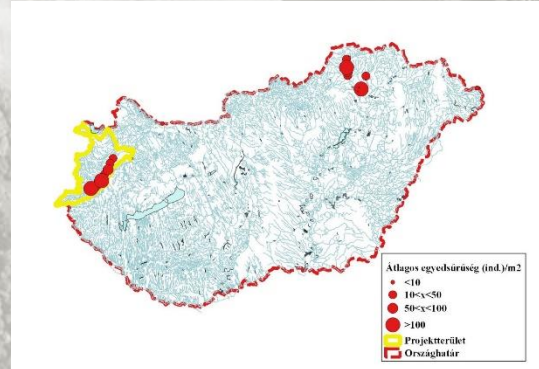 Átlagos egyedsűrűség (ind.)/m2
<10
10<x<50
50<x<100
>100
Projektterület
Országhatár